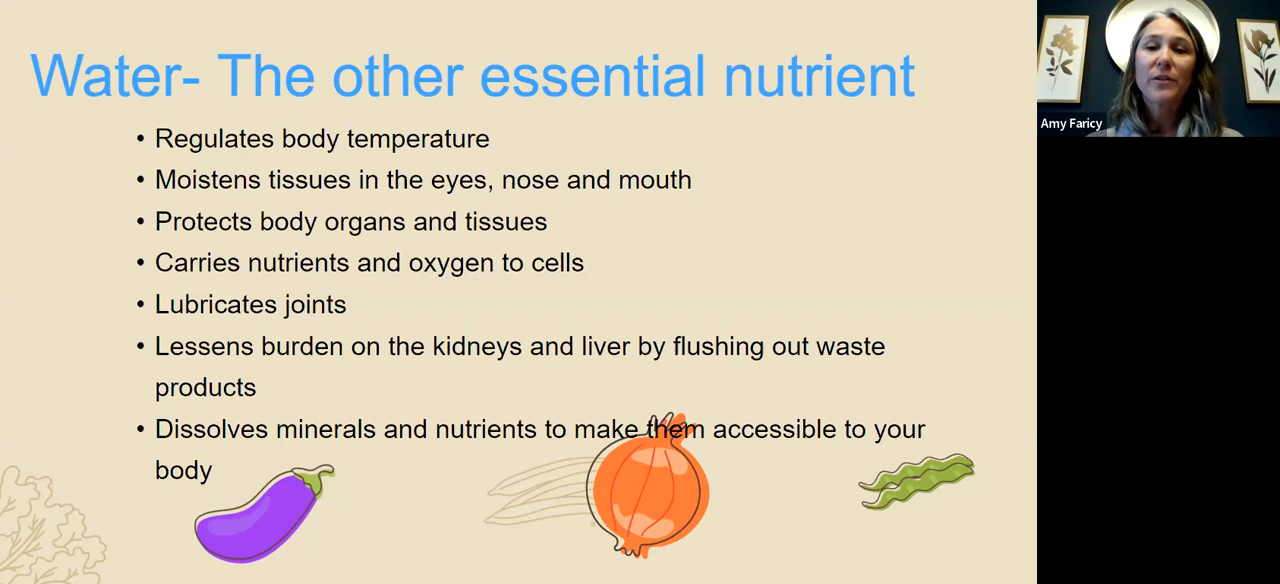 Water- The other essential nutrient
• Regulates body temperature
• Moistens tissues in the eyes, nose and mouth
• Protects body organs and tissues
• Carries nutrients and oxygen to cells
• Lubricates joints
• Lessens burden on the kidneys and liver by flushing out waste
products
• Dissolves minerals and nutrients to make them accessible to your
body
Amy Faricy